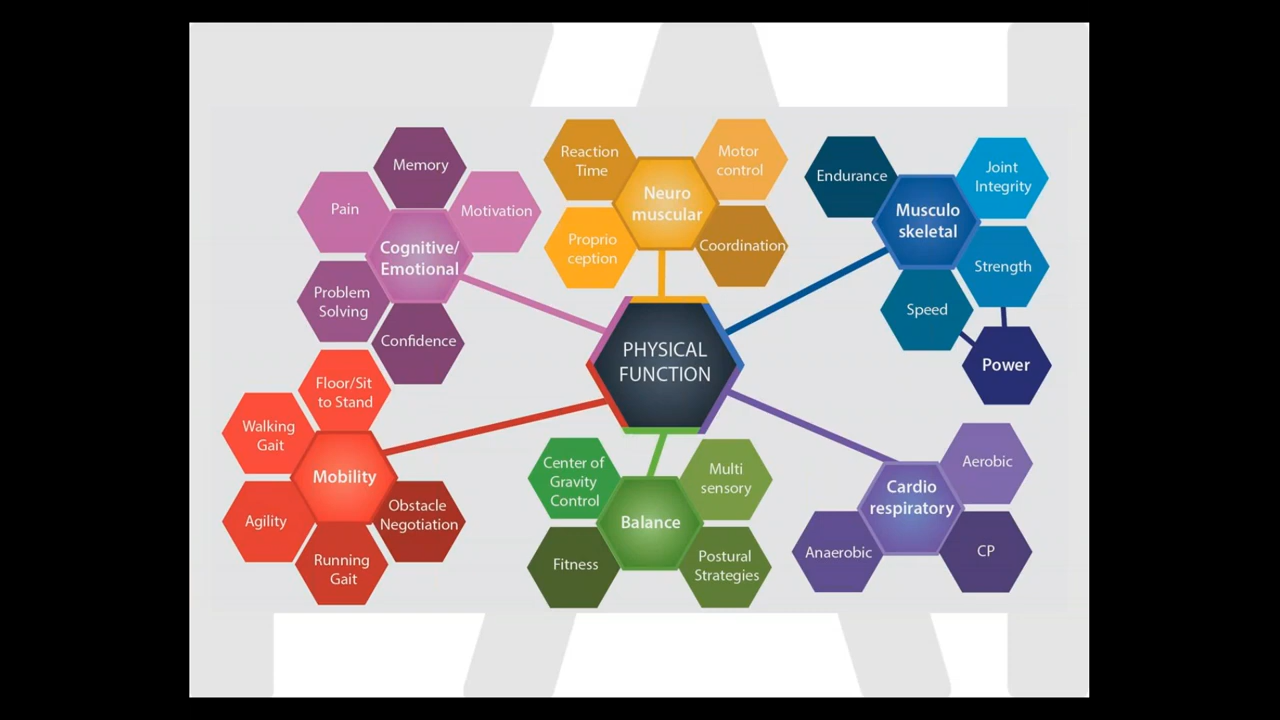 PHYSICAL
FUNCTION
Cognitive/
Emotional
Memory
Motivation
Pain
Problem
Solving
Confidence
Neuro
muscular
Reaction
Time
Motor
control
Proprio
ception
Coordination
Musculo
skeletal
Endurance
Joint
Integrity
Strength
Speed
Power
Mobility
Floor/Sit
to Stand
Walking
Gait
Agility
Running
Gait
Obstacle
Negotiation
Balance
Center of
Gravity
Control
Multi
sensory
Fitness
Postural
Strategies
Cardio
respiratory
Aerobic
Anaerobic
CP